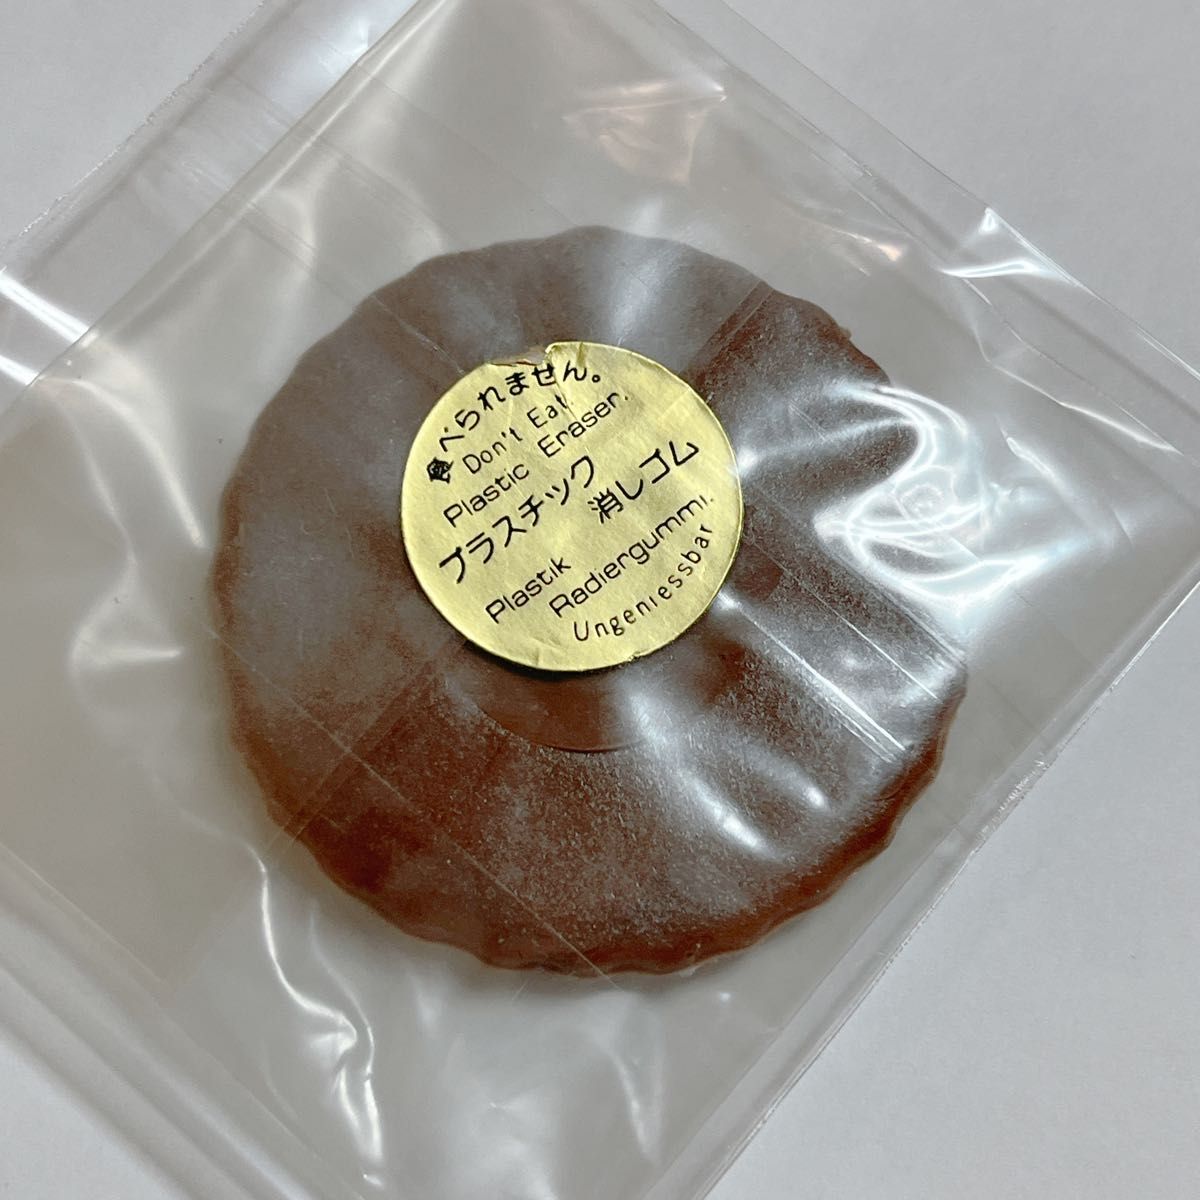 食べられません。
Don't Eat.
Plastic Eraser.
プラスチック
消しゴム
Plastik
Radiergummi.
Ungeniessbar